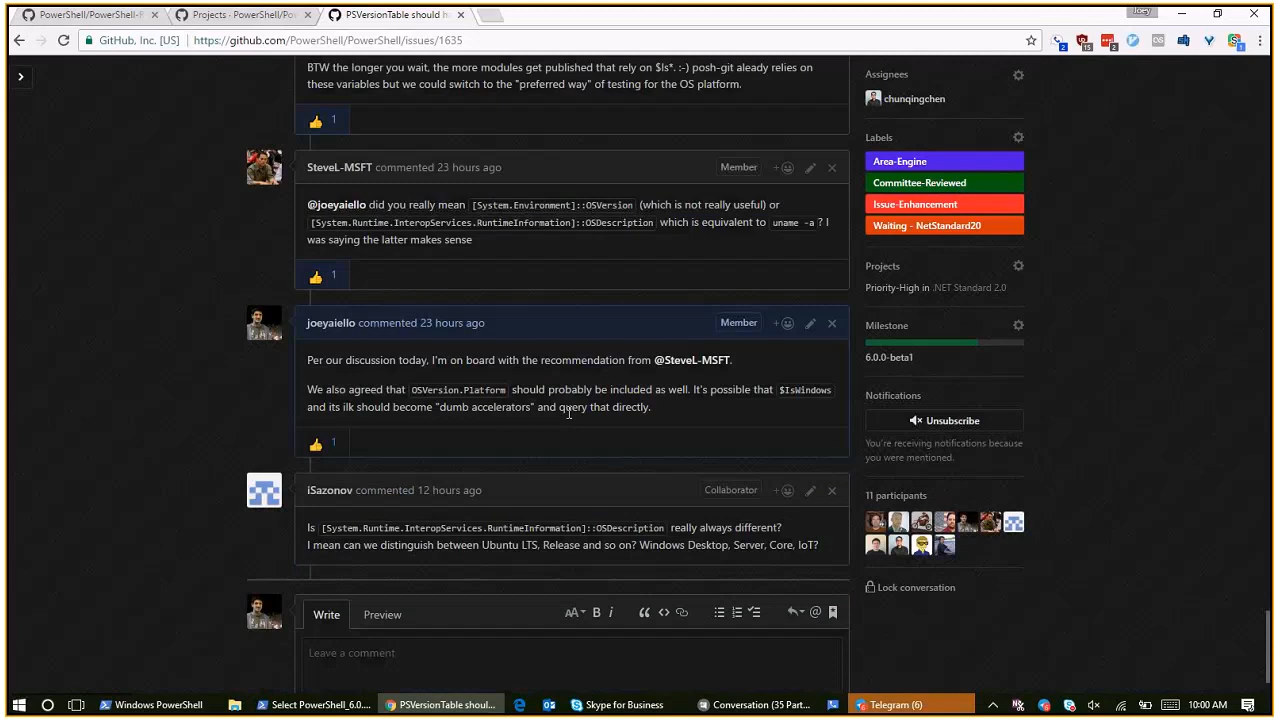 PowerShell/PowerShell-R
Projects · PowerShell/Pow
PSVersionTable should h
Joey
GitHub, Inc. [US]
https://github.com/PowerShell/PowerShell/issues/1635
2
15
2
1
BTW the longer you wait, the more modules get published that rely on $Is*. :-) posh-git aleady relies on
these variables but we could switch to the "preferred way" of testing for the OS platform.
1
SteveL-MSFT commented 23 hours ago
Member
@joeyaiello did you really mean [System.Environment]::OSVersion (which is not really useful) or
[System.Runtime.InteropServices.RuntimeInformation]::OSDescription which is equivalent to uname -a ? I
was saying the latter makes sense
1
joeyaiello commented 23 hours ago
Member
Per our discussion today, I'm on board with the recommendation from @SteveL-MSFT.
We also agreed that OSVersion.Platform should probably be included as well. It's possible that $IsWindows
and its ilk should become "dumb accelerators" and query that directly.
1
iSazonov commented 12 hours ago
Collaborator
Is [System.Runtime.InteropServices.RuntimeInformation]::OSDescription really always different?
I mean can we distinguish between Ubuntu LTS, Release and so on? Windows Desktop, Server, Core, IoT?
Write
Preview
AA
B
i
Leave a comment
Assignees
chunqingchen
Labels
Area-Engine
Committee-Reviewed
Issue-Enhancement
Waiting - NetStandard20
Projects
Priority-High in .NET Standard 2.0
Milestone
6.0.0-beta1
Notifications
Unsubscribe
You're receiving notifications because
you were mentioned.
11 participants
Lock conversation
Windows PowerShell
Select PowerShell_6.0....
PSVersionTable shoul...
Skype for Business
Conversation (35 Part...
Telegram (6)
10:00 AM